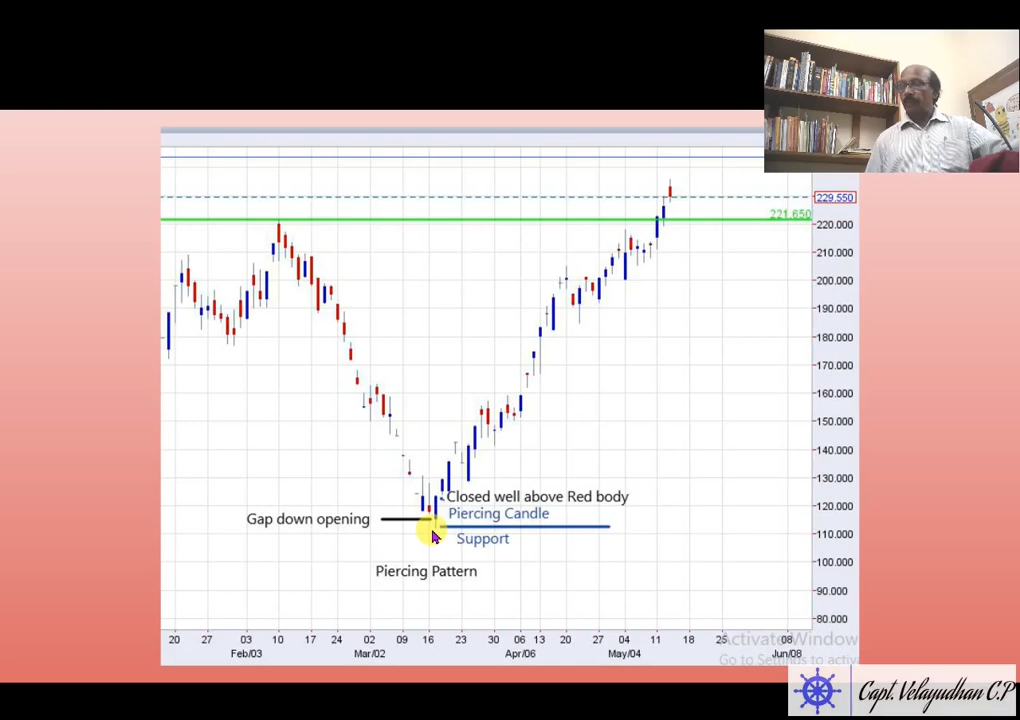 229.550
221.650
220.000
210.000
200.000
190.000
180.000
170.000
160.000
150.000
140.000
130.000
120.000
110.000
100.000
90.000
80.000
Closed well above Red body
Gap down opening
Piercing Candle
Support
Piercing Pattern
20 27 03 10 17 24 02 09 16 23 30 06 13 20 27 04 11 18 25 08
Feb/03 Mar/02 Apr/06 May/04 Jun/08
Activate Window
Go to Settings to activa
Capt. Velayudhan C.P